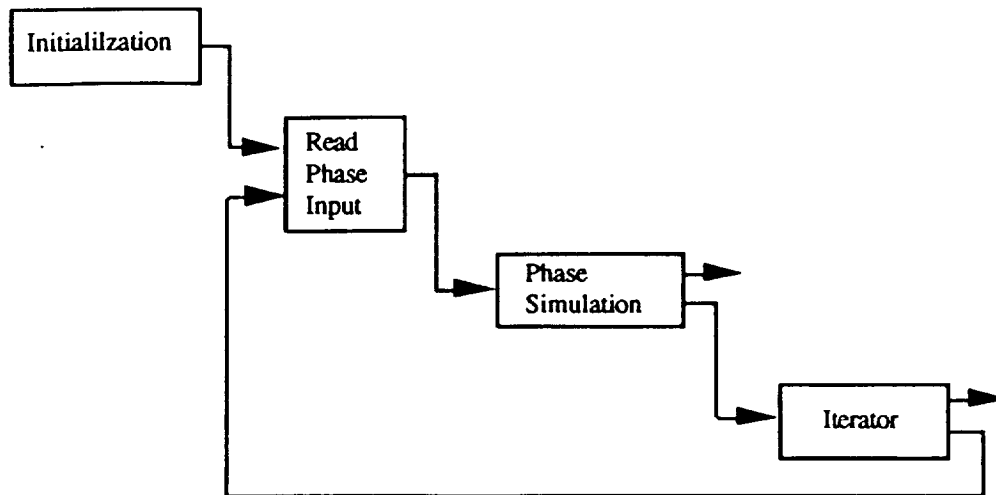 Initialilzation
Read
Phase
Input
Phase
Simulation
Iterator